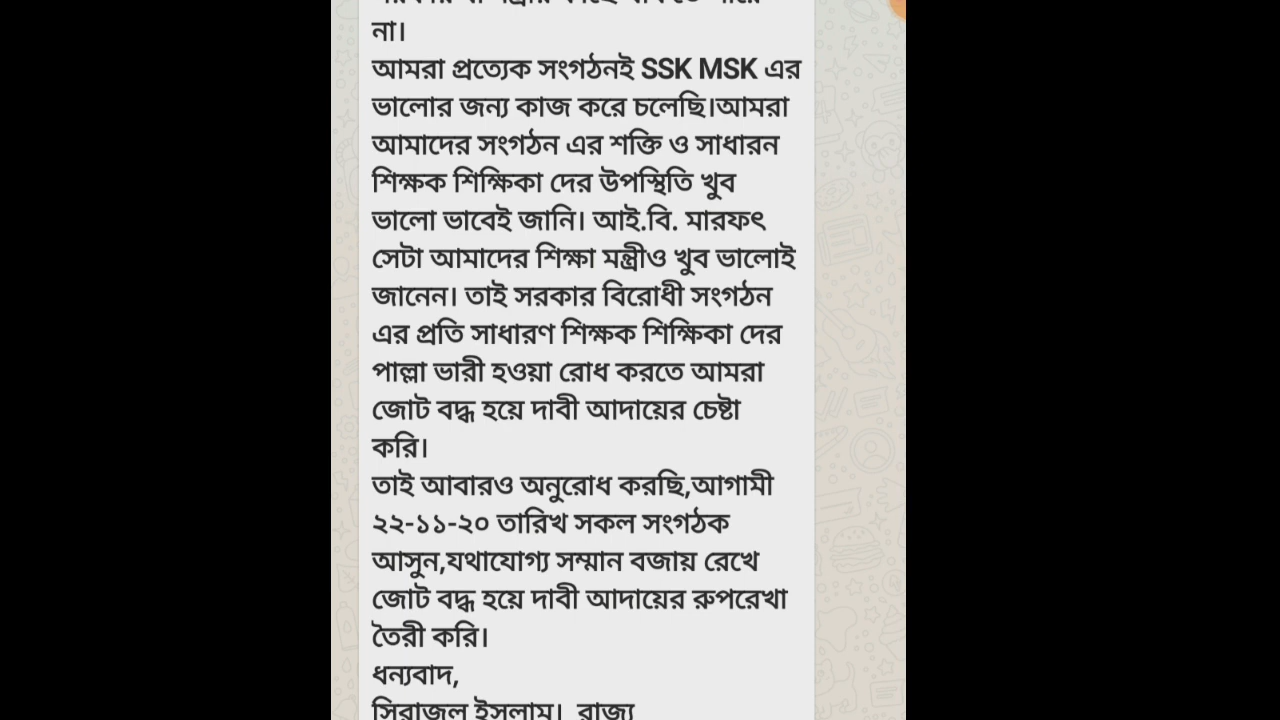 না।
আমরা প্রত্যেক সংগঠনই SSK MSK এর
ভালোর জন্য কাজ করে চলেছি।আমরা
আমাদের সংগঠন এর শক্তি ও সাধারন
শিক্ষক শিক্ষিকা দের উপস্থিতি খুব
ভালো ভাবেই জানি। আই.বি. মারফৎ
সেটা আমাদের শিক্ষা মন্ত্রীও খুব ভালোই
জানেন। তাই সরকার বিরোধী সংগঠন
এর প্রতি সাধারণ শিক্ষক শিক্ষিকা দের
পাল্লা ভারী হওয়া রোধ করতে আমরা
জোট বদ্ধ হয়ে দাবী আদায়ের চেষ্টা
করি।
তাই আবারও অনুরোধ করছি,আগামী
২২-১১-২০ তারিখ সকল সংগঠক
আসুন,যথাযোগ্য সম্মান বজায় রেখে
জোট বদ্ধ হয়ে দাবী আদায়ের রুপরেখা
তৈরী করি।
ধন্যবাদ,
সিরাজুল ইসলাম। রাজ্য